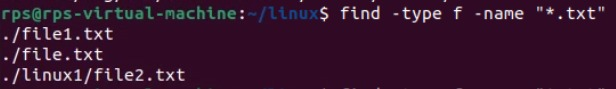 rps@rps-virtual-machine:~/linux$ find -type f -name "*.txt"
./file1.txt
./file.txt
./linux1/file2.txt